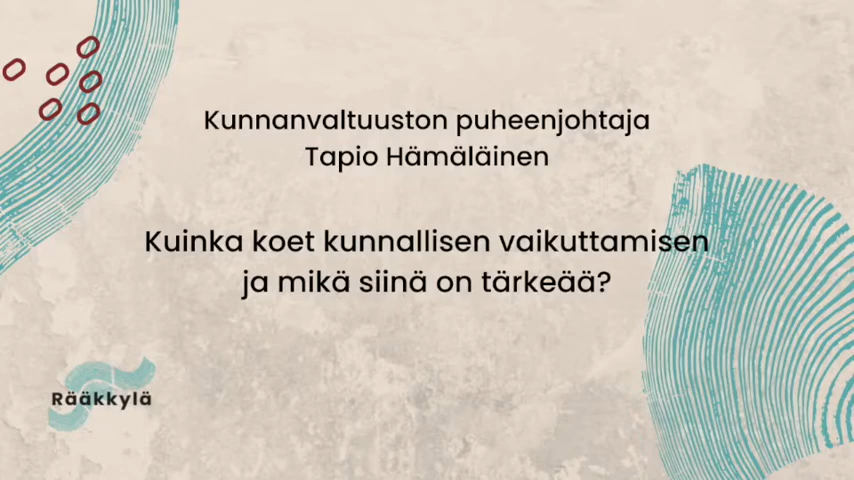 Kunnanvaltuuston puheenjohtaja
Tapio Hämäläinen
Kuinka koet kunnallisen vaikuttamisen
ja mikä siinä on tärkeää?
Rääkkylä